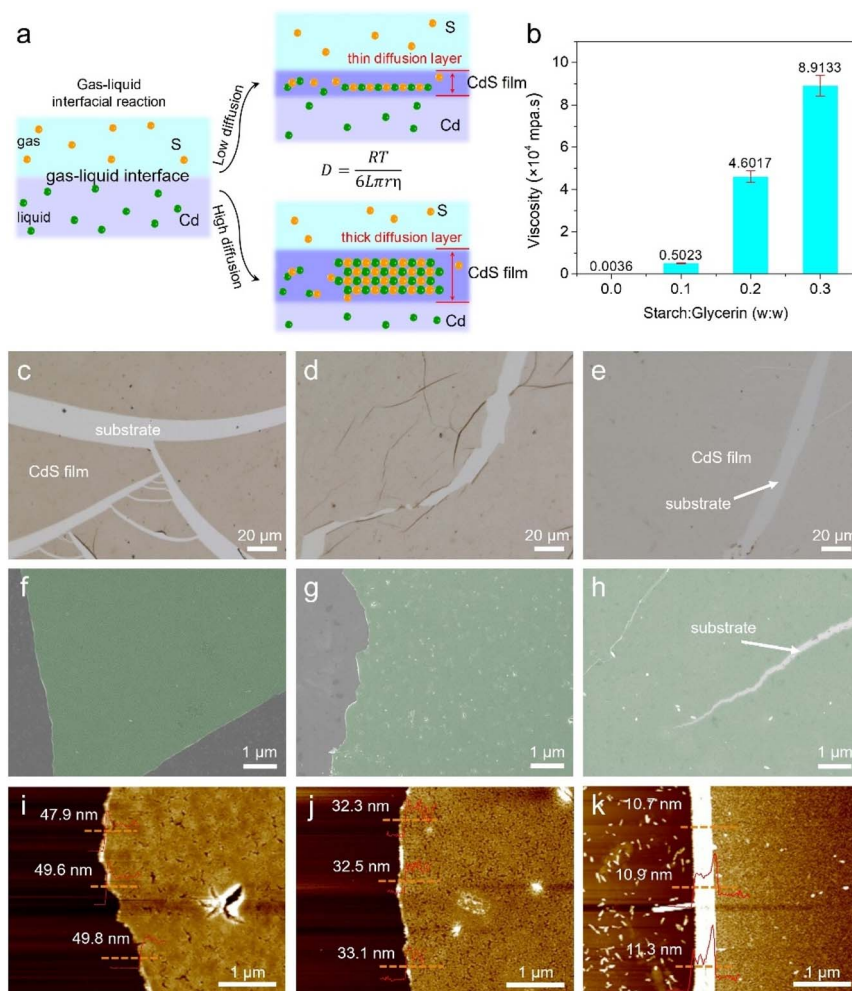 a
Gas-liquid
interfacial reaction
gas
S
gas-liquid interface
liquid
Cd
Low diffusion
High diffusion
S
thin diffusion layer
CdS film
Cd
D = RT / 6Lπrη
S
thick diffusion layer
CdS film
Cd
b
Viscosity (×10⁴ mpa.s)
10
8
6
4
2
0
0.0036
0.5023
4.6017
8.9133
0.0
0.1
0.2
0.3
Starch:Glycerin (w:w)
c
substrate
CdS film
20 μm
d
20 μm
e
CdS film
substrate
20 μm
f
1 μm
g
1 μm
h
substrate
1 μm
i
47.9 nm
49.6 nm
49.8 nm
1 μm
j
32.3 nm
32.5 nm
33.1 nm
1 μm
k
10.7 nm
10.9 nm
11.3 nm
1 μm